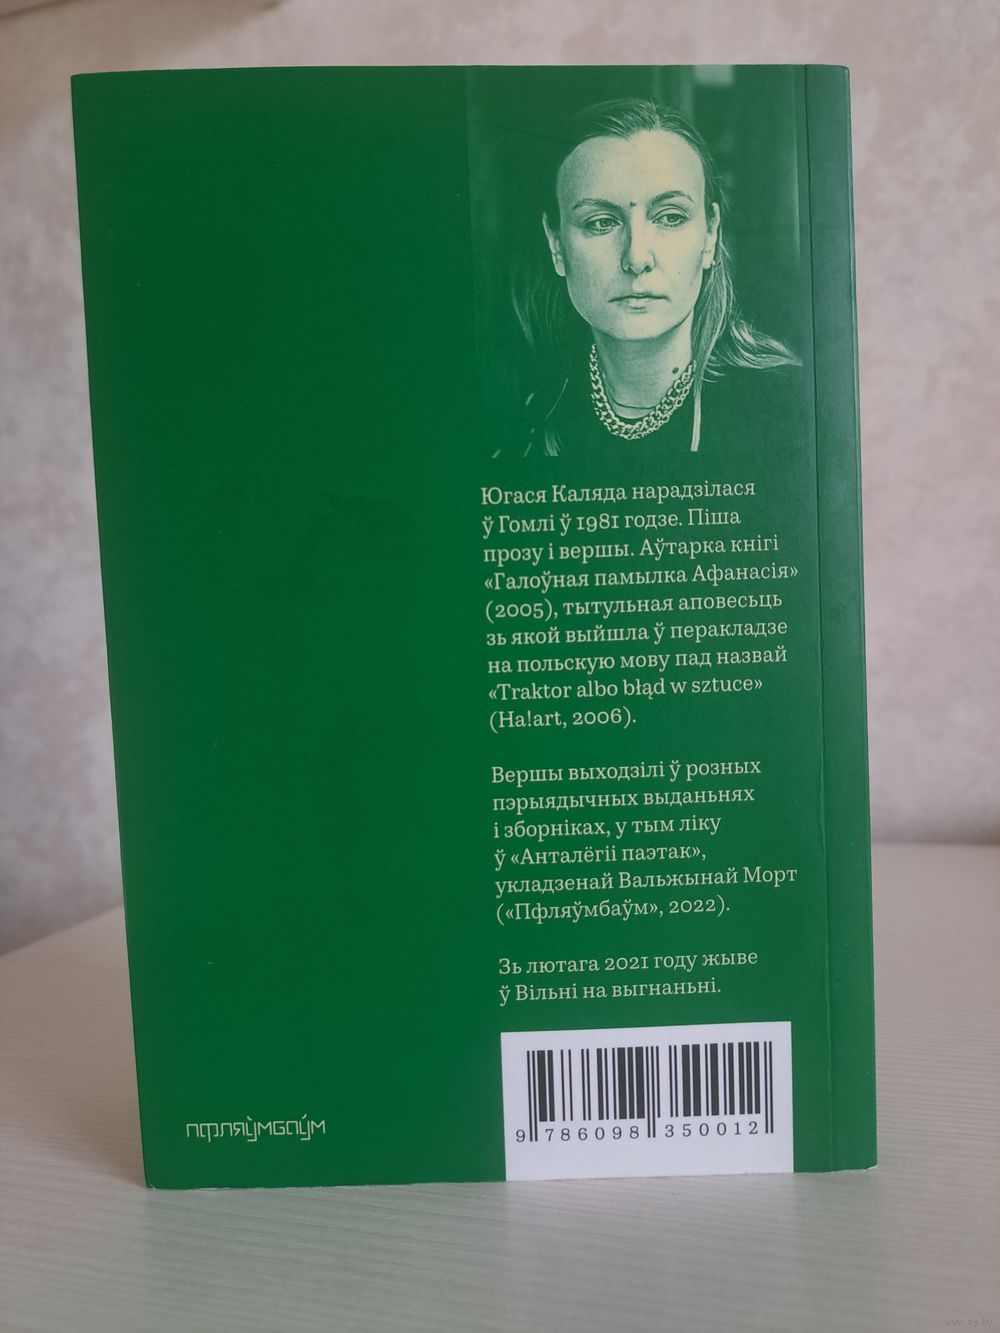 Югася Каляда нарадзілася
ў Гомлі ў 1981 годзе. Піша
прозу і вершы. Аўтарка кнігі
«Галоўная памылка Афанасія»
(2005), тытульная аповесьць
зь якой выйшла ў перакладзе
на польскую мову пад назвай
«Traktor albo błąd w sztuce»
(Ha!art, 2006).
Вершы выходзілі ў розных
пэрыядычных выданьнях
і зборніках, у тым ліку
ў «Анталёгіі паэтак»,
укладзенай Вальжынай Морт
(«Пфляўмбаўм», 2022).
Зь лютага 2021 году жыве
ў Вільні на выгнаньні.
пфляўмбаўм
9 786098 350012
www.ay.by